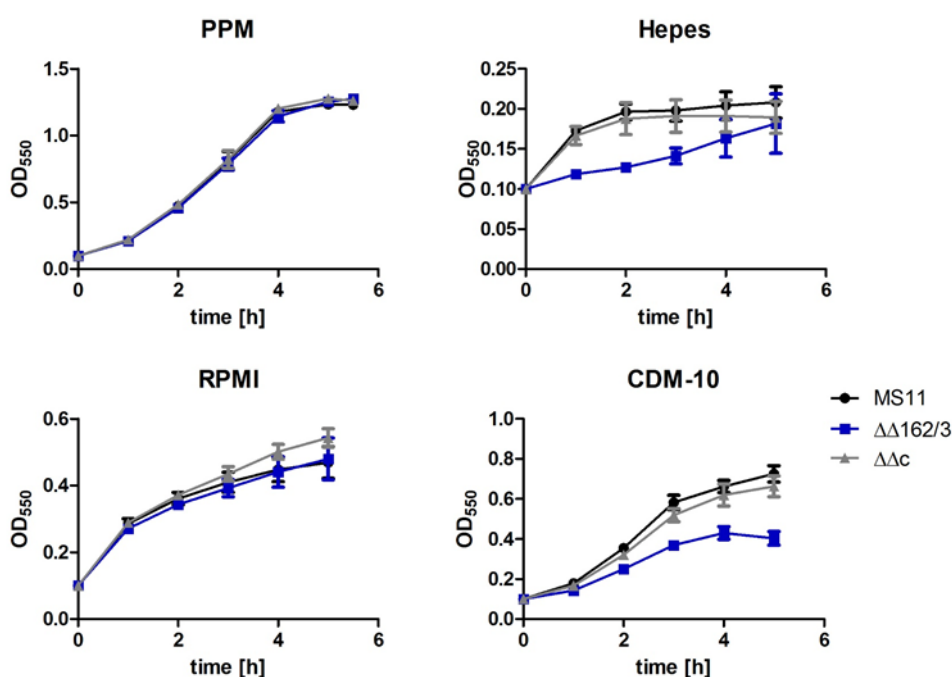 PPM
OD550
1.5
1.0
0.5
0.0
0 2 4 6
time [h]
Hepes
OD550
0.25
0.20
0.15
0.10
0.05
0.00
0 2 4 6
time [h]
RPMI
OD550
0.6
0.4
0.2
0.0
0 2 4 6
time [h]
CDM-10
OD550
1.0
0.8
0.6
0.4
0.2
0.0
0 2 4 6
time [h]
MS11
ΔΔ162/3
ΔΔc